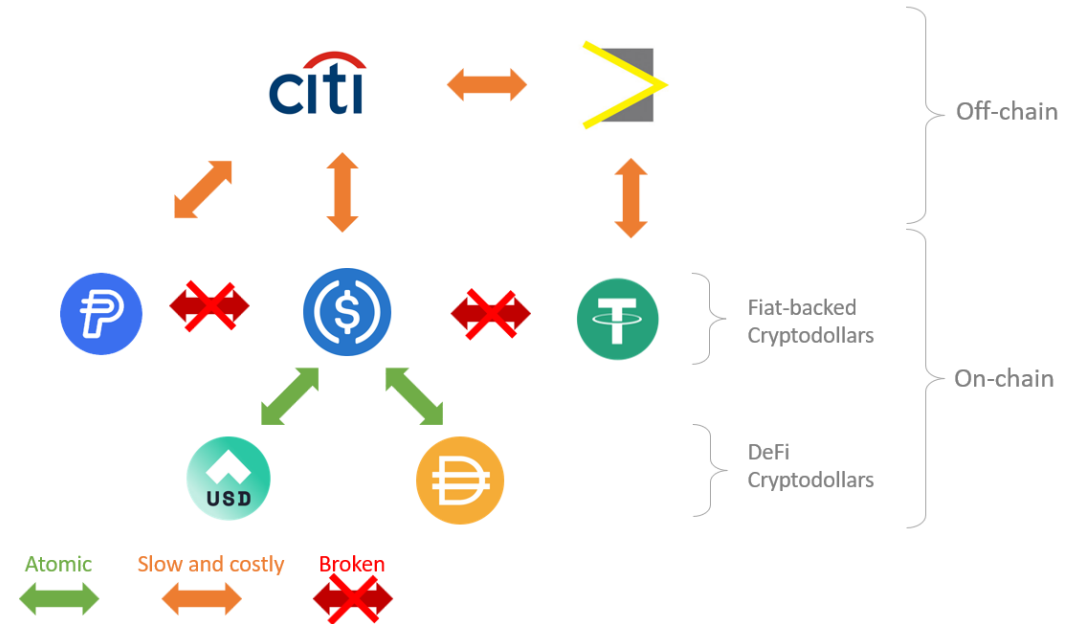 citi
Off-chain
$
Fiat-backed
Cryptodollars
On-chain
USD
DeFi
Cryptodollars
Atomic
Slow and costly
Broken